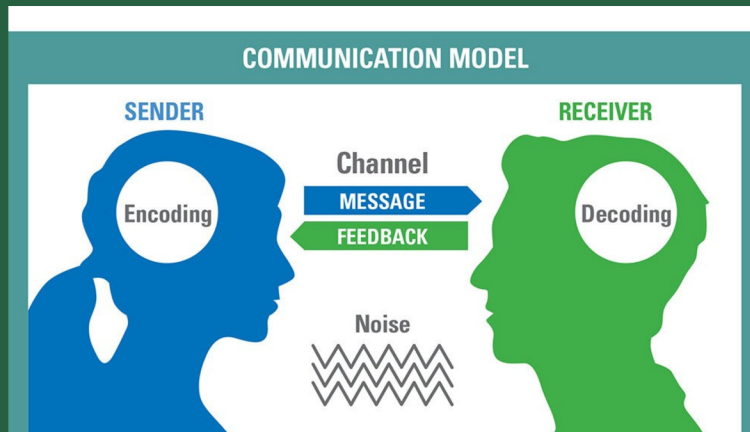 COMMUNICATION MODEL
SENDER
RECEIVER
Channel
MESSAGE
FEEDBACK
Encoding
Decoding
Noise